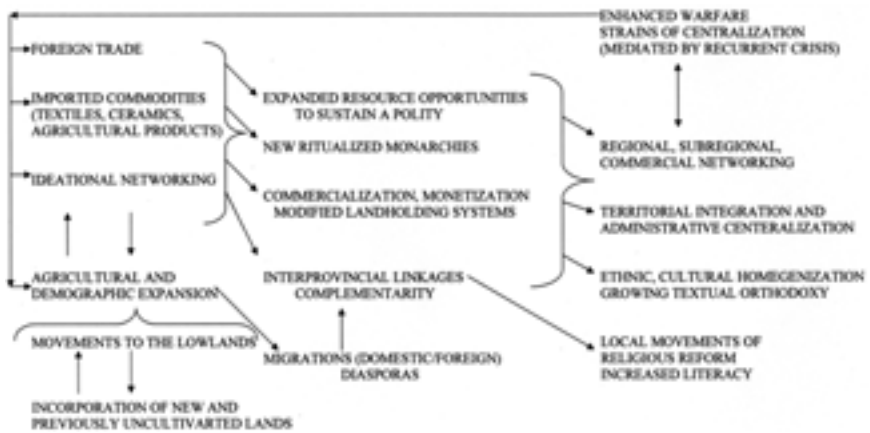 ENHANCED WARFARE
STRAINS OF CENTRALIZATION
(MEDIATED BY RECURRENT CRISIS)
FOREIGN TRADE
IMPORTED COMMODITIES
(TEXTILES, CERAMICS,
AGRICULTURAL PRODUCTS)
IDEATIONAL NETWORKING
AGRICULTURAL AND
DEMOGRAPHIC EXPANSION
MOVEMENTS TO THE LOWLANDS
INCORPORATION OF NEW AND
PREVIOUSLY UNCULTIVARTED LANDS
EXPANDED RESOURCE OPPORTUNITIES
TO SUSTAIN A POLITY
NEW RITUALIZED MONARCHIES
COMMERCIALIZATION, MONETIZATION
MODIFIED LANDHOLDING SYSTEMS
INTERPROVINCIAL LINKAGES
COMPLEMENTARITY
MIGRATIONS (DOMESTIC/FOREIGN)
DIASPORAS
REGIONAL, SUBREGIONAL,
COMMERCIAL NETWORKING
TERRITORIAL INTEGRATION AND
ADMINISTRATIVE CENTERALIZATION
ETHNIC, CULTURAL HOMOGENIZATION
GROWING TEXTUAL ORTHODOXY
LOCAL MOVEMENTS OF
RELIGIOUS REFORM
INCREASED LITERACY